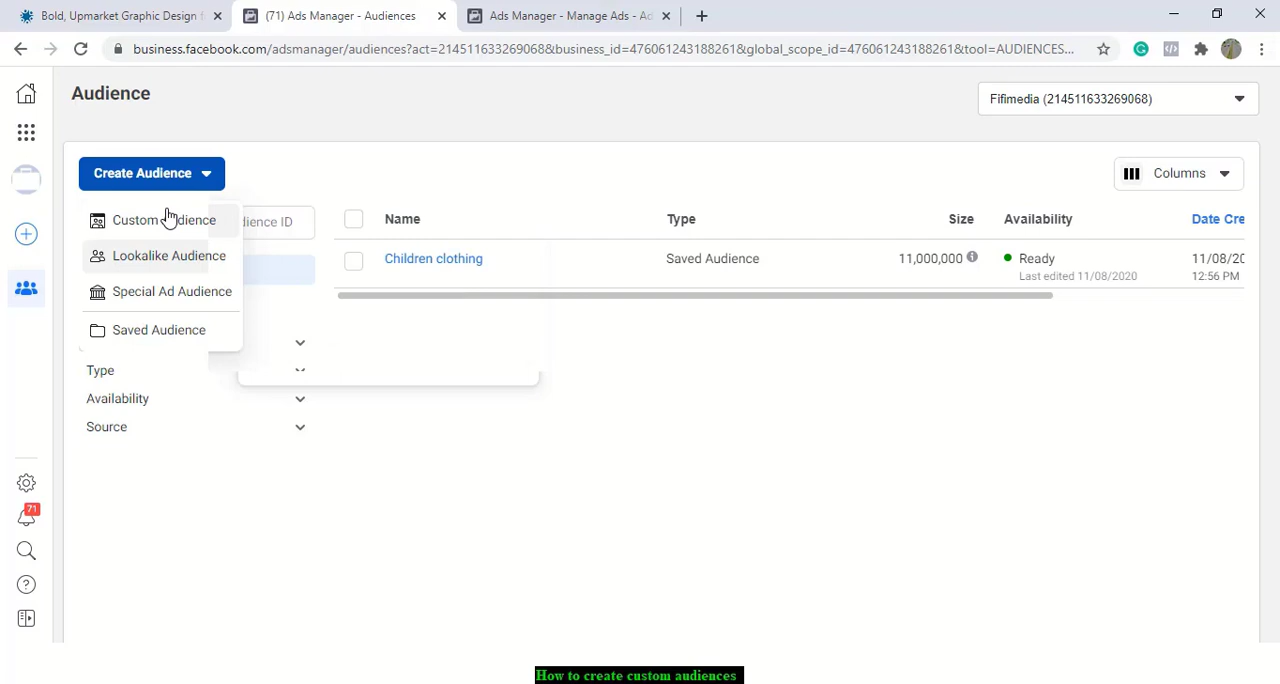 Bold, Upmarket Graphic Design f
(71) Ads Manager - Audiences
Ads Manager - Manage Ads - Ad
business.facebook.com/adsmanager/audiences?act=214511633269068&business_id=476061243188261&global_scope_id=476061243188261&tool=AUDIENCES...
Audience
Fifimedia (214511633269068)
Create Audience
Columns
Custom Audience
dience ID
Name
Type
Size
Availability
Date Cre
Lookalike Audience
Children clothing
Saved Audience
11,000,000
Ready
11/08/20
Last edited 11/08/2020
12:56 PM
Special Ad Audience
Saved Audience
Type
Availability
Source
71
How to create custom audiences